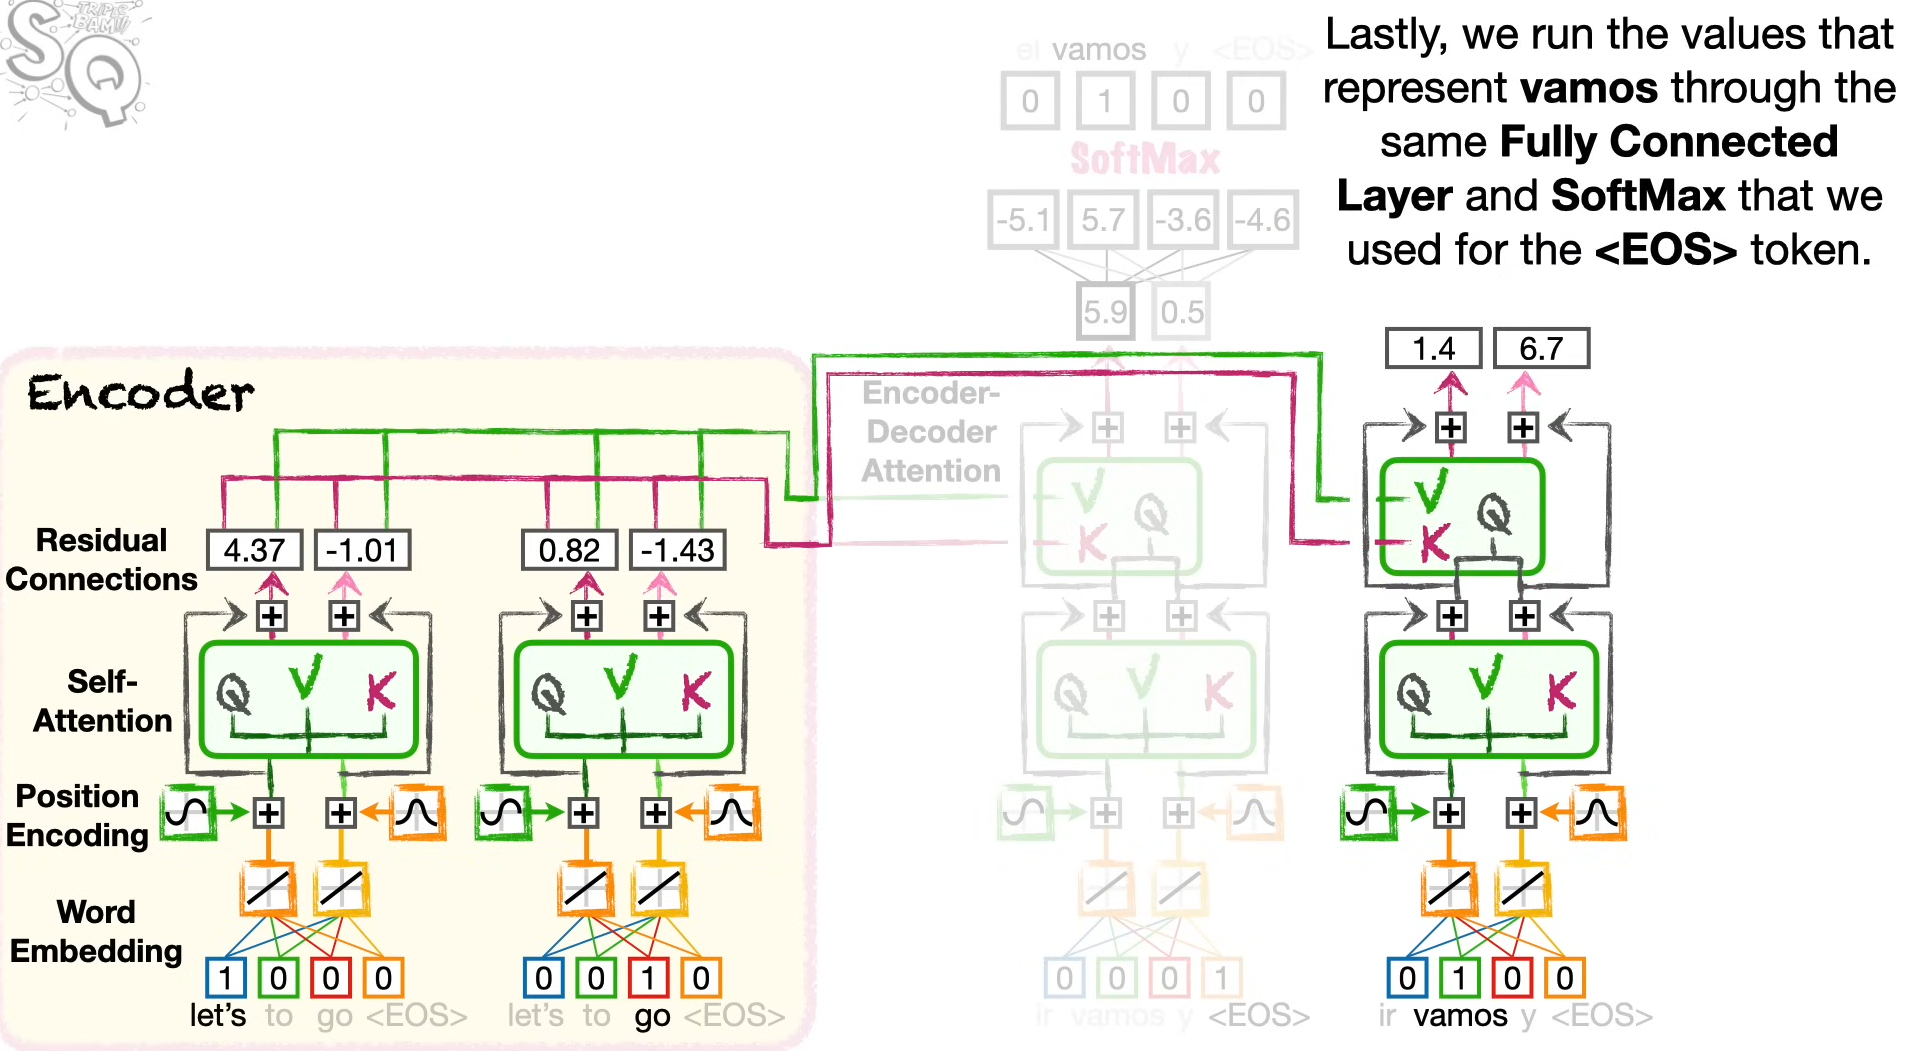 SQ
TRIPLE
BAM!!!
Lastly, we run the values that
represent vamos through the
same Fully Connected
Layer and SoftMax that we
used for the <EOS> token.
el vamos y <EOS>
0 1 0 0
SoftMax
-5.1 5.7 -3.6 -4.6
5.9 0.5
1.4 6.7
Encoder
Encoder-
Decoder
Attention
V
K
Q
V
K
Q
Residual
Connections
4.37 -1.01
0.82 -1.43
+ + + + + + + +
+ + + +
Self-
Attention
Q V K
Q V K
Q V K
Q V K
Position
Encoding
+ + + + + + + +
Word
Embedding
1 0 0 0
let's to go <EOS>
0 0 1 0
let's to go <EOS>
0 0 0 1
ir vamos y <EOS>
0 1 0 0
ir vamos y <EOS>